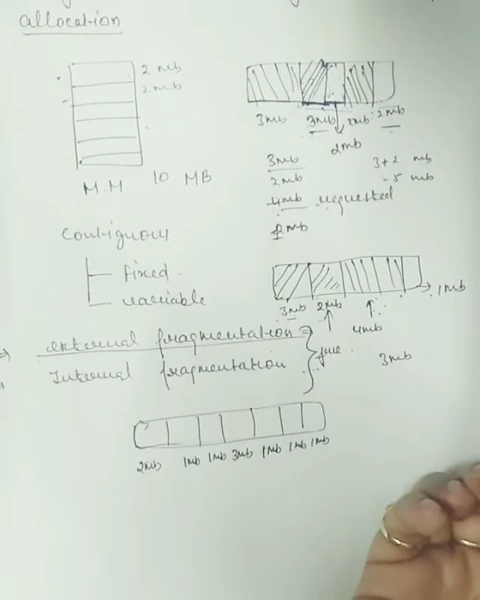 allocation
2 mb
2 mb
M.M 10 MB
3mb 3mb 2mb 2mb
2mb
3mb
2mb
4mb requested
3+2 mb
=5 mb
Contiguous
fixed
variable
3mb 2mb
4mb
1mb
3mb
external fragmentation
Internal fragmentation
2mb 1mb 1mb 3mb 1mb 1mb 1mb